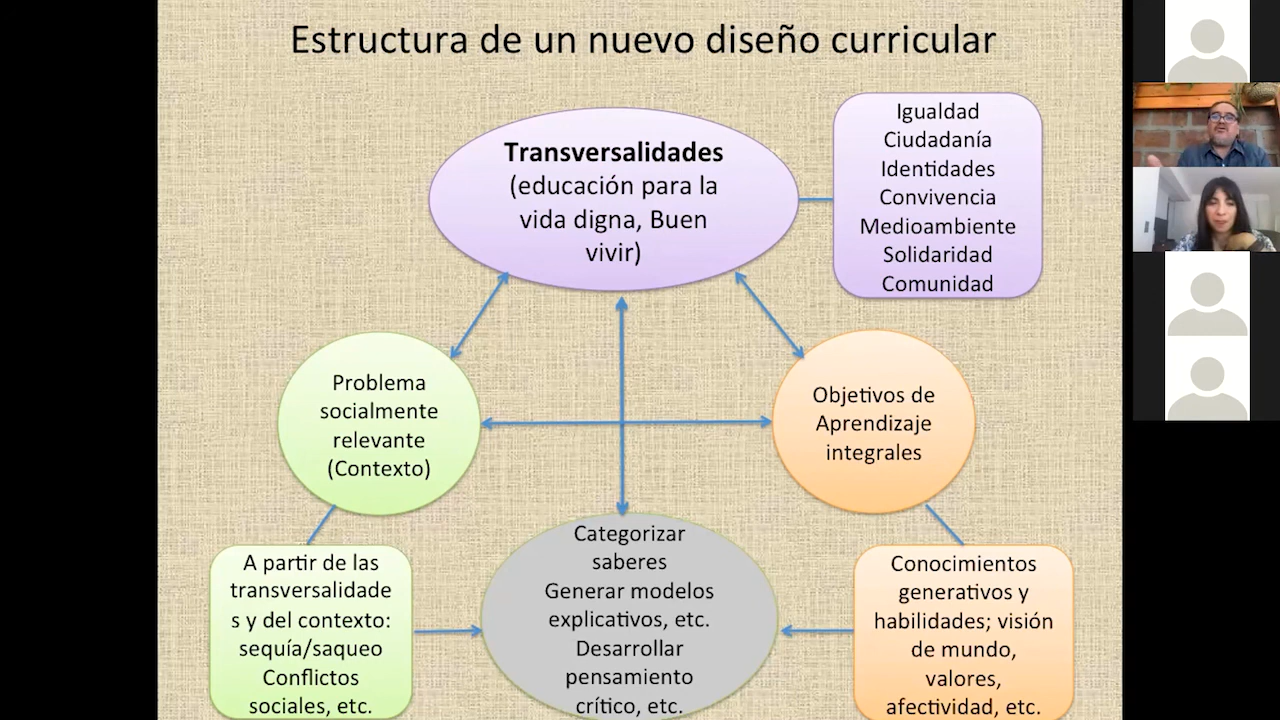 Estructura de un nuevo diseño curricular
Transversalidades
(educación para la
vida digna, Buen
vivir)
Igualdad
Ciudadanía
Identidades
Convivencia
Medioambiente
Solidaridad
Comunidad
Problema
socialmente
relevante
(Contexto)
Objetivos de
Aprendizaje
integrales
A partir de las
transversalidade
s y del contexto:
sequía/saqueo
Conflictos
sociales, etc.
Categorizar
saberes
Generar modelos
explicativos, etc.
Desarrollar
pensamiento
crítico, etc.
Conocimientos
generativos y
habilidades; visión
de mundo,
valores,
afectividad, etc.